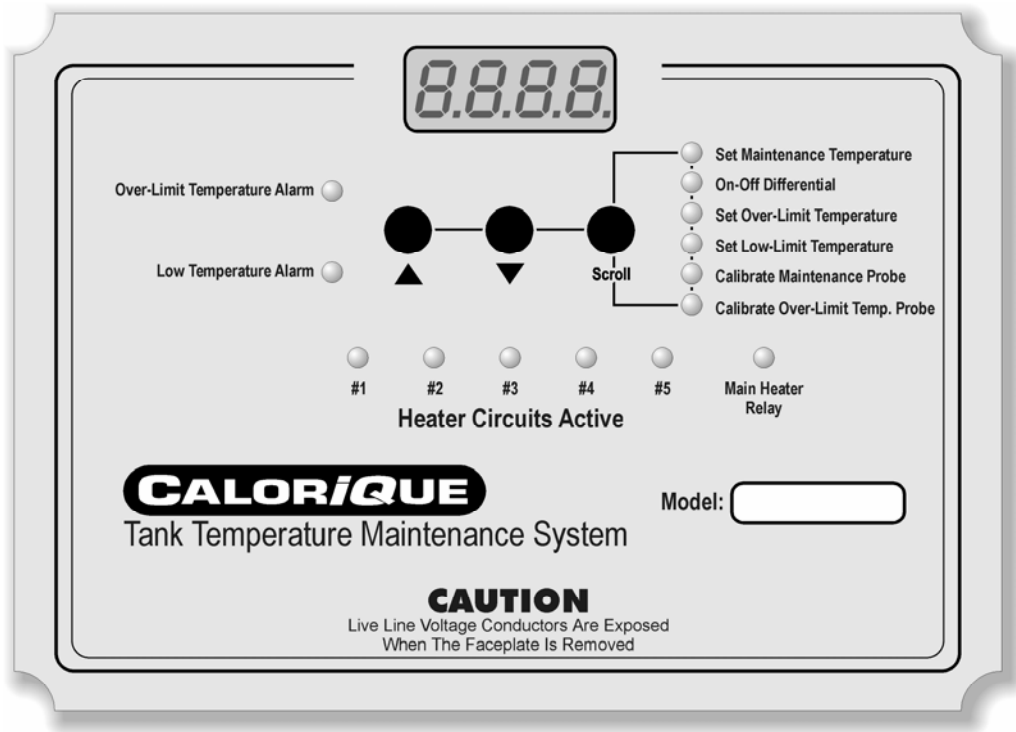 8.8.8.8.
Over-Limit Temperature Alarm
Low Temperature Alarm
▲
▼
Scroll
Set Maintenance Temperature
On-Off Differential
Set Over-Limit Temperature
Set Low-Limit Temperature
Calibrate Maintenance Probe
Calibrate Over-Limit Temp. Probe
#1
#2
#3
#4
#5
Main Heater
Relay
Heater Circuits Active
CALORIQUE
Tank Temperature Maintenance System
Model:
CAUTION
Live Line Voltage Conductors Are Exposed
When The Faceplate Is Removed